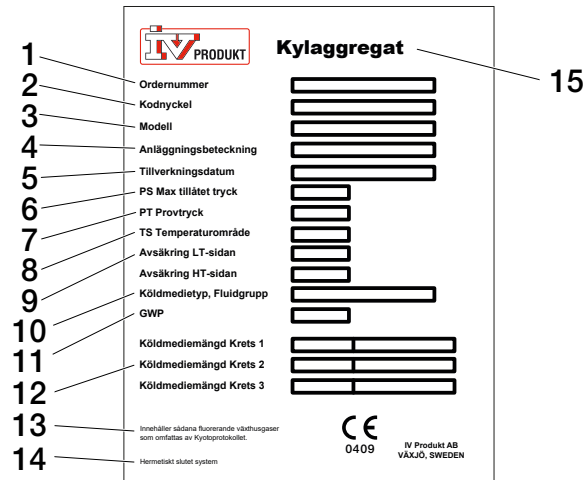 IV PRODUKT
Kylaggregat
15
1
Ordernummer
2
Kodnyckel
3
Modell
4
Anläggningsbeteckning
5
Tillverkningsdatum
6
PS Max tillåtet tryck
7
PT Provtryck
8
TS Temperaturområde
9
Avsäkring LT-sidan
Avsäkring HT-sidan
10
Köldmedietyp, Fluidgrupp
11
GWP
Köldmediemängd Krets 1
12
Köldmediemängd Krets 2
Köldmediemängd Krets 3
13
Innehåller sådana fluorerande växthusgaser
som omfattas av Kyotoprotokollet.
14
Hermetiskt slutet system
CE
0409
IV Produkt AB
VÄXJÖ, SWEDEN